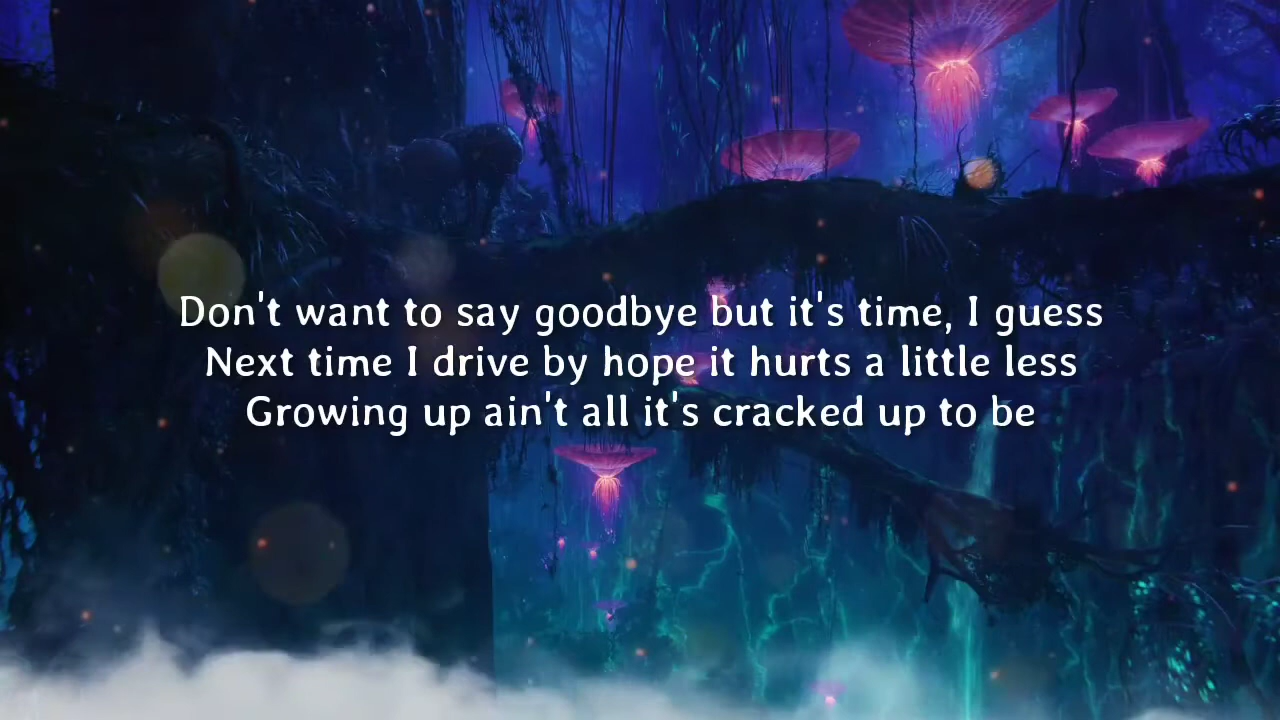 Don't want to say goodbye but it's time, I guess
Next time I drive by hope it hurts a little less
Growing up ain't all it's cracked up to be